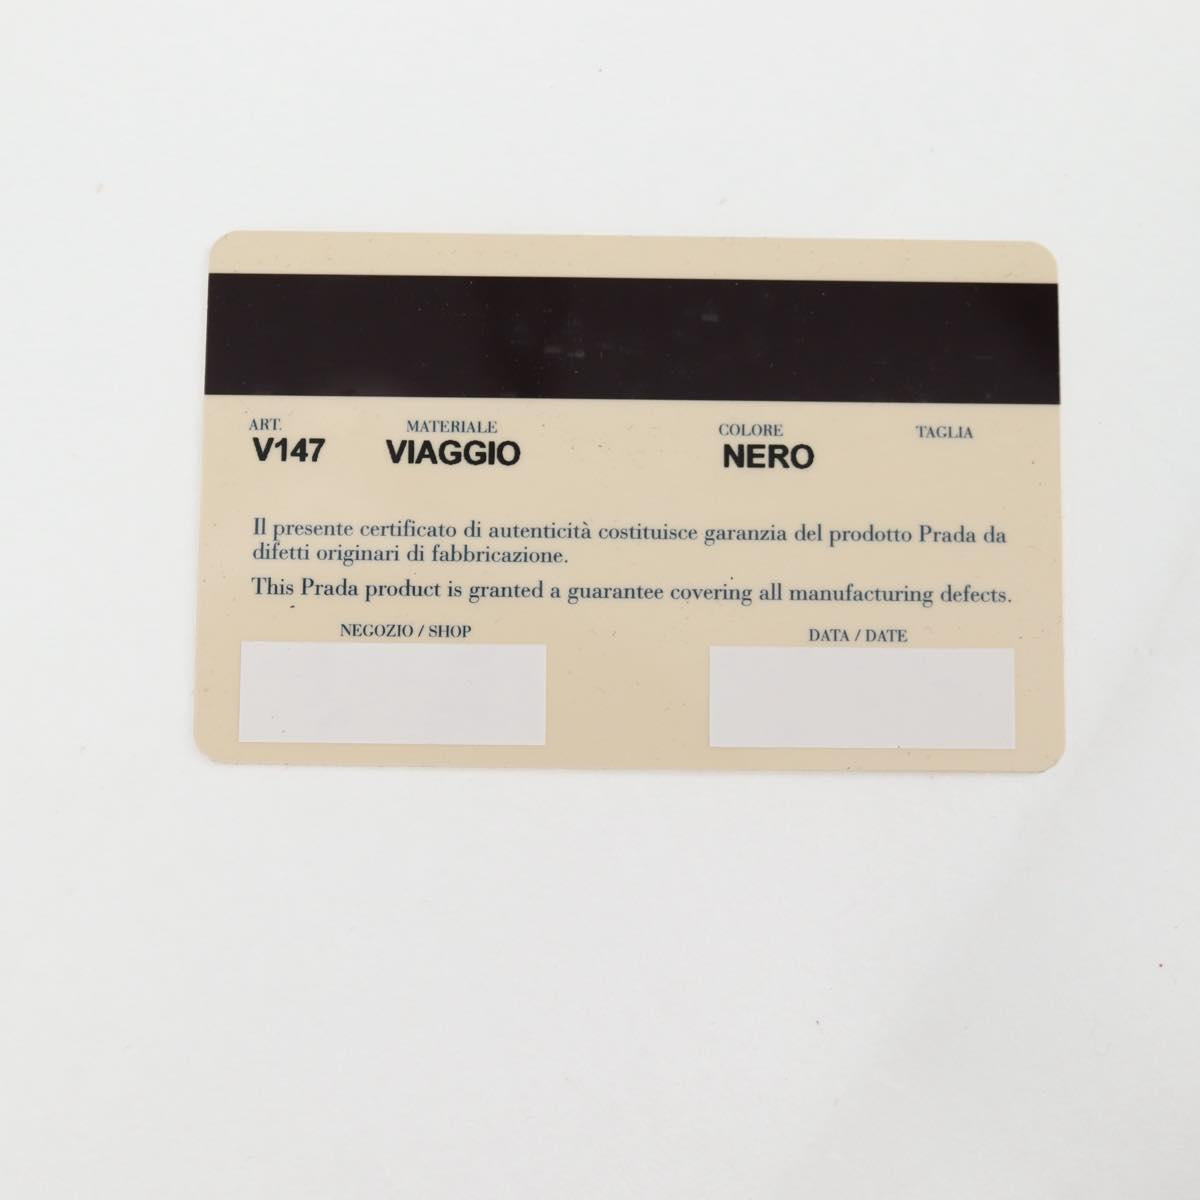 ART. MATERIALE COLORE TAGLIA
V147 VIAGGIO NERO
Il presente certificato di autenticità costituisce garanzia del prodotto Prada da
difetti originari di fabbricazione.
This Prada product is granted a guarantee covering all manufacturing defects.
NEGOZIO / SHOP DATA / DATE